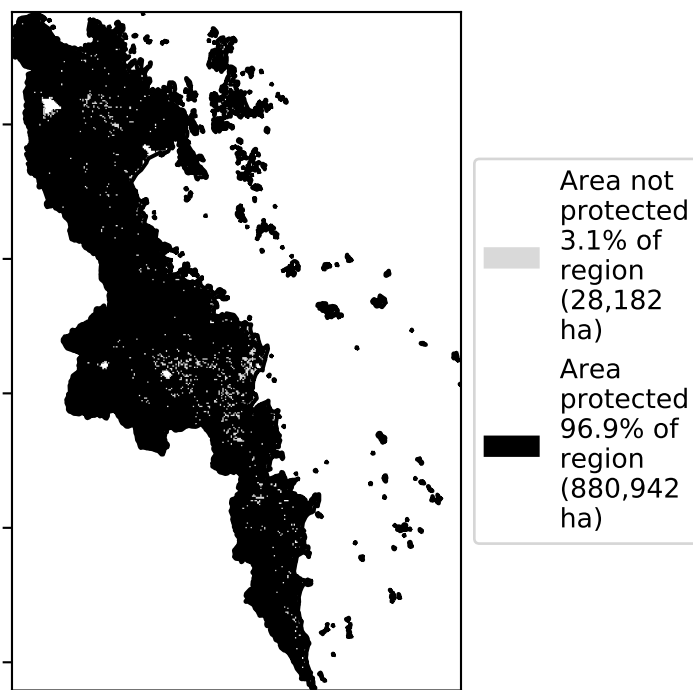 Area not
protected
3.1% of
region
(28,182
ha)
Area
protected
96.9% of
region
(880,942
ha)